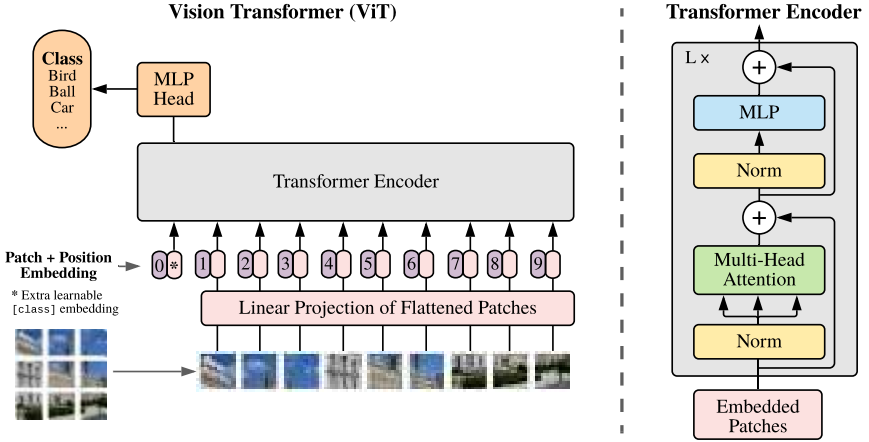 Vision Transformer (ViT)
Class
Bird
Ball
Car
...
MLP
Head
Transformer Encoder
Patch + Position
Embedding
0 * 1 2 3 4 5 6 7 8 9
* Extra learnable
[class] embedding
Linear Projection of Flattened Patches
Transformer Encoder
L ×
+
MLP
Norm
+
Multi-Head
Attention
Norm
Embedded
Patches